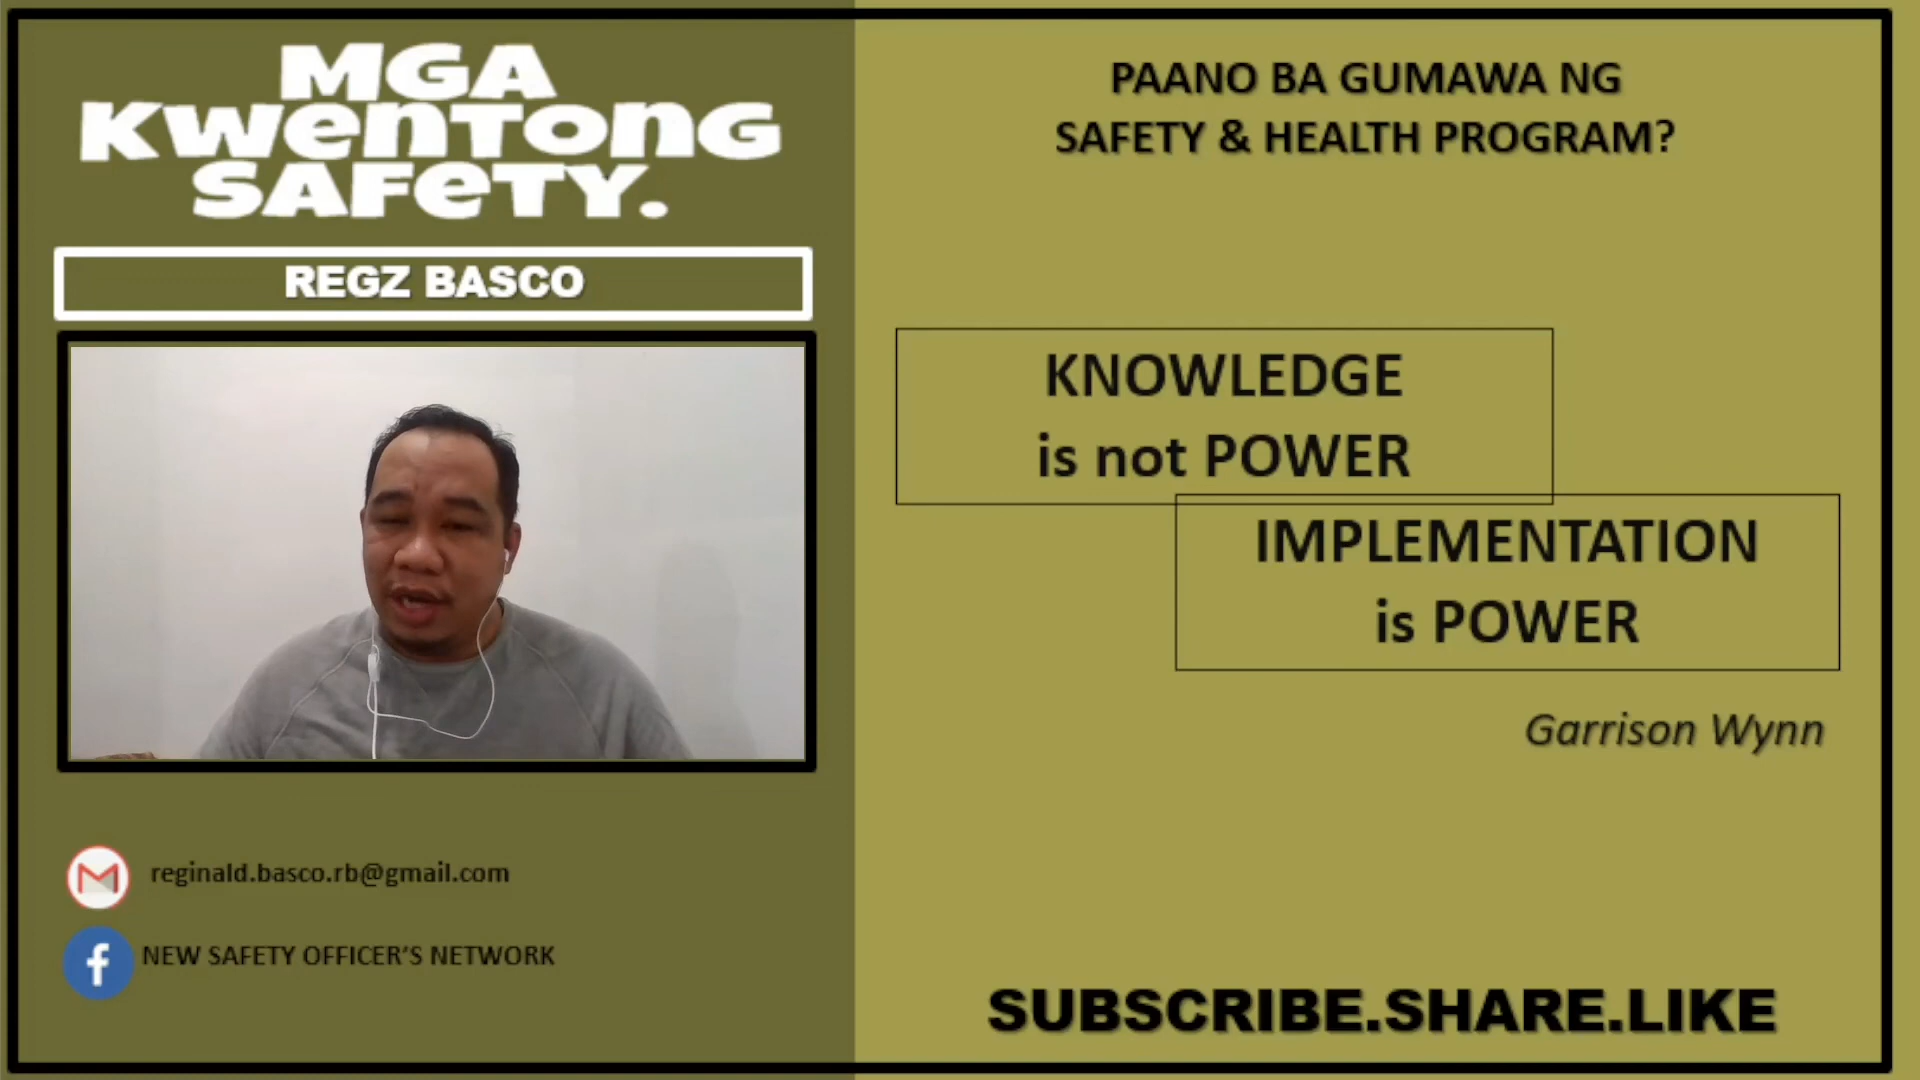 MGA
KWeNTONG
SAFeTY.
REGZ BASCO
reginald.basco.rb@gmail.com
NEW SAFETY OFFICER'S NETWORK
PAANO BA GUMAWA NG
SAFETY & HEALTH PROGRAM?
KNOWLEDGE
is not POWER
IMPLEMENTATION
is POWER
Garrison Wynn
SUBSCRIBE.SHARE.LIKE